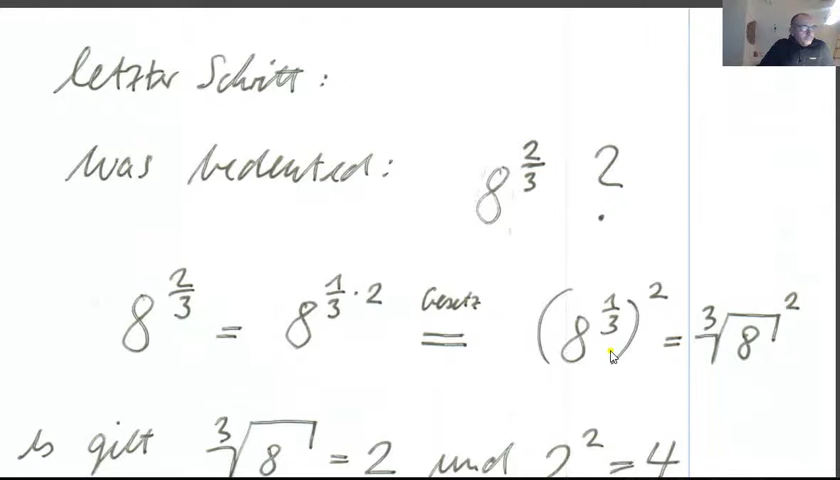 letzter Schritt:
Was bedeuted: 8^{2/3} ?
8^{2/3} = 8^{1/3 · 2} Gesetz = (8^{1/3})^2 = ∛8^2
Es gilt ∛8 = 2 und 2^2 = 4